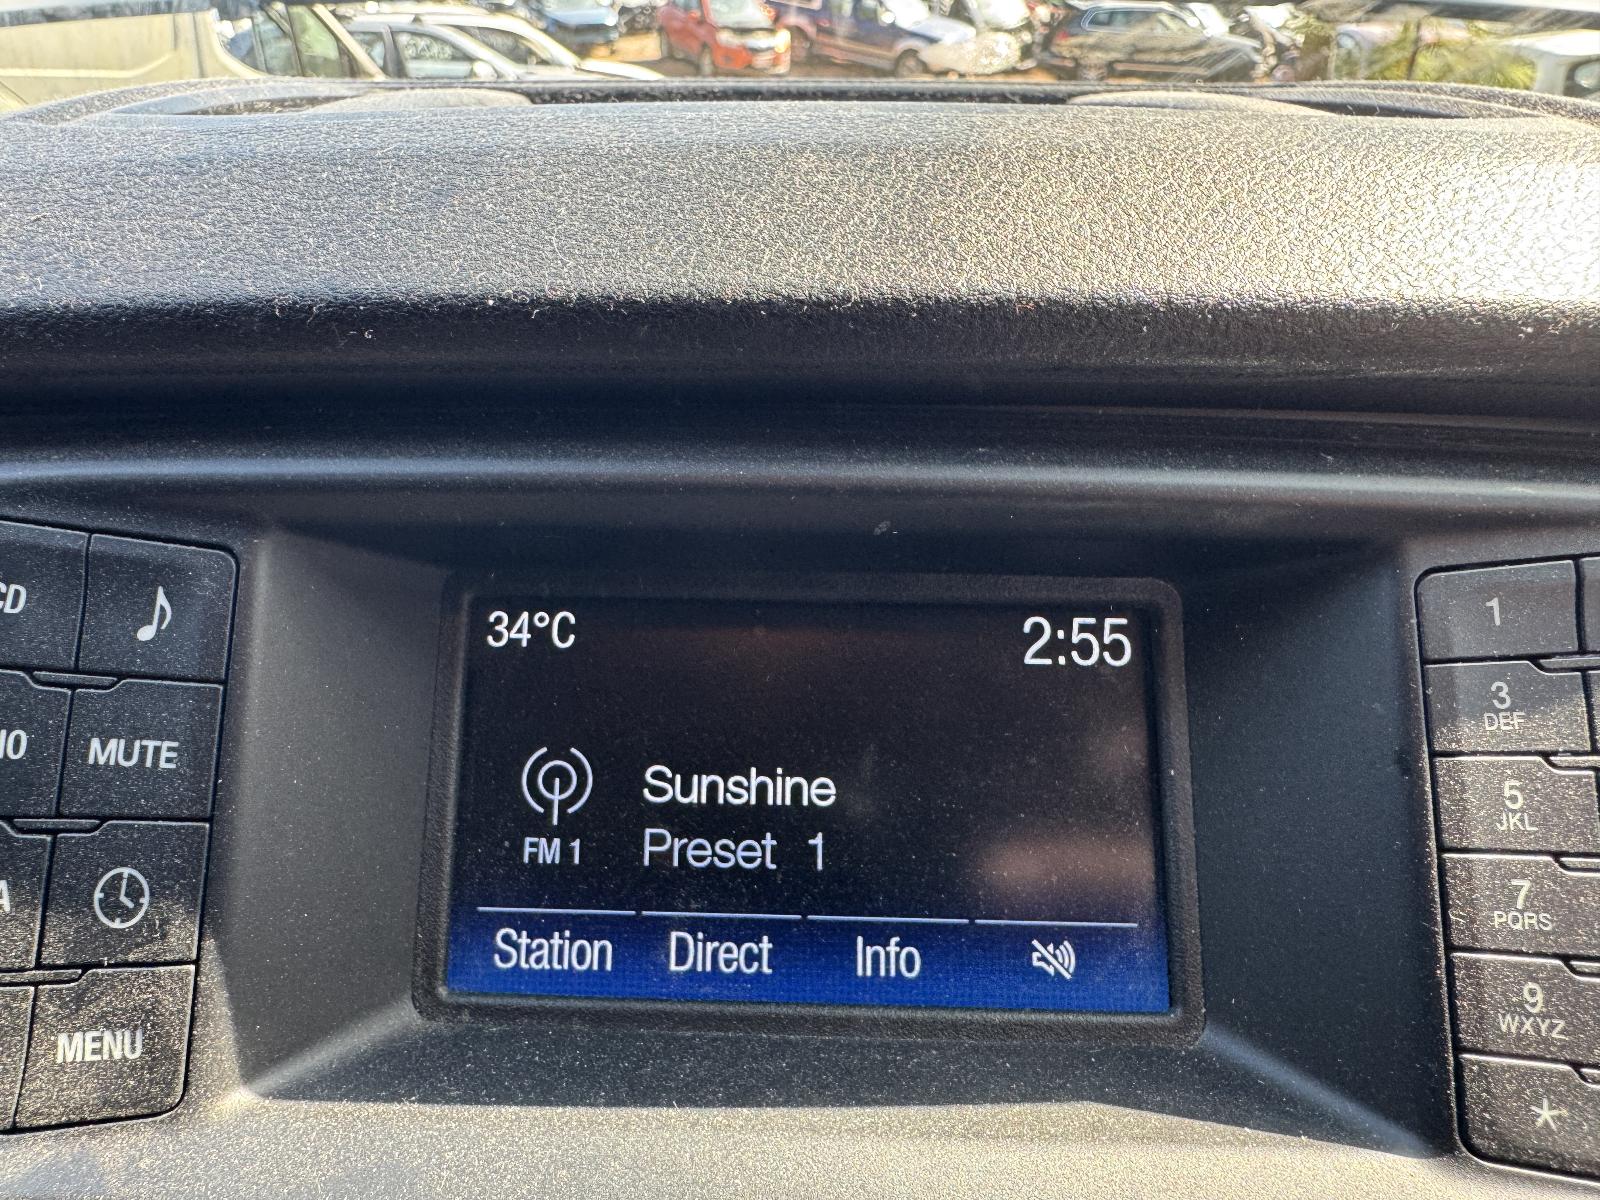 CD
MUTE
MENU
34°C
2:55
Sunshine
FM 1
Preset 1
Station
Direct
Info
1
3
DEF
5
JKL
7
PQRS
9
WXYZ
*